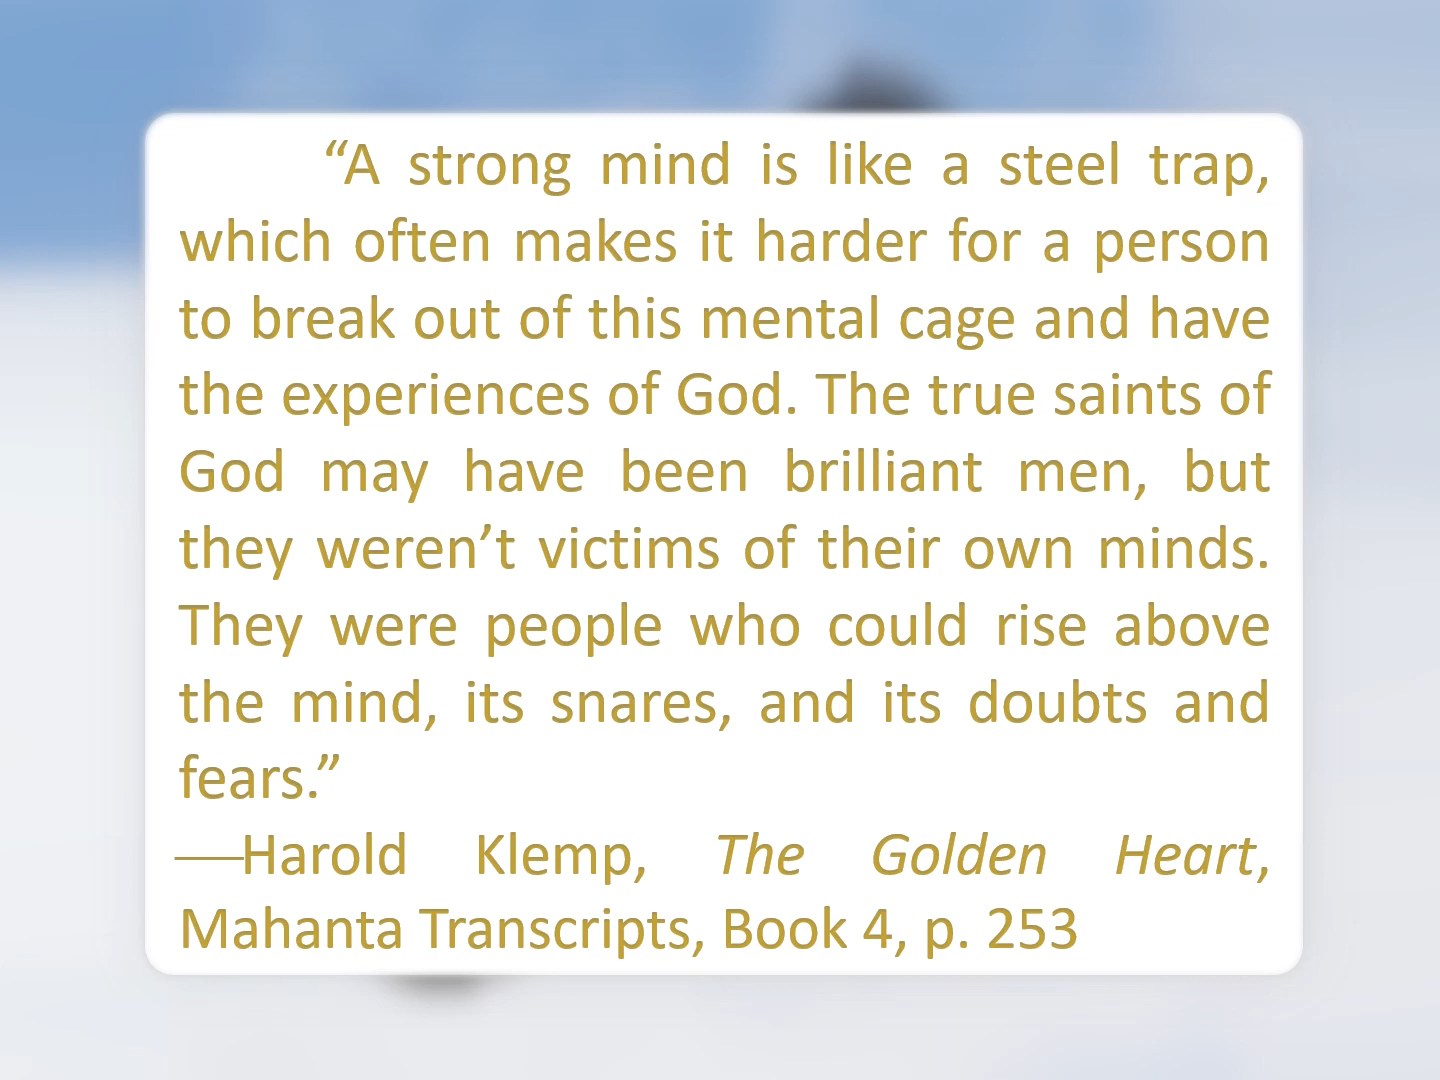 “A strong mind is like a steel trap,
which often makes it harder for a person
to break out of this mental cage and have
the experiences of God. The true saints of
God may have been brilliant men, but
they weren’t victims of their own minds.
They were people who could rise above
the mind, its snares, and its doubts and
fears.”
—Harold Klemp, The Golden Heart,
Mahanta Transcripts, Book 4, p. 253